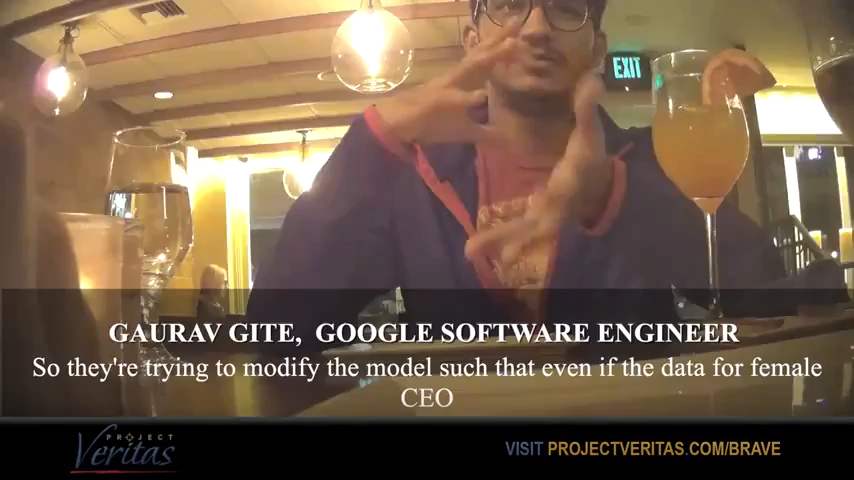 EXIT
GAURAV GITE, GOOGLE SOFTWARE ENGINEER
So they're trying to modify the model such that even if the data for female
CEO
PROJECT
Veritas
VISIT PROJECTVERITAS.COM/BRAVE